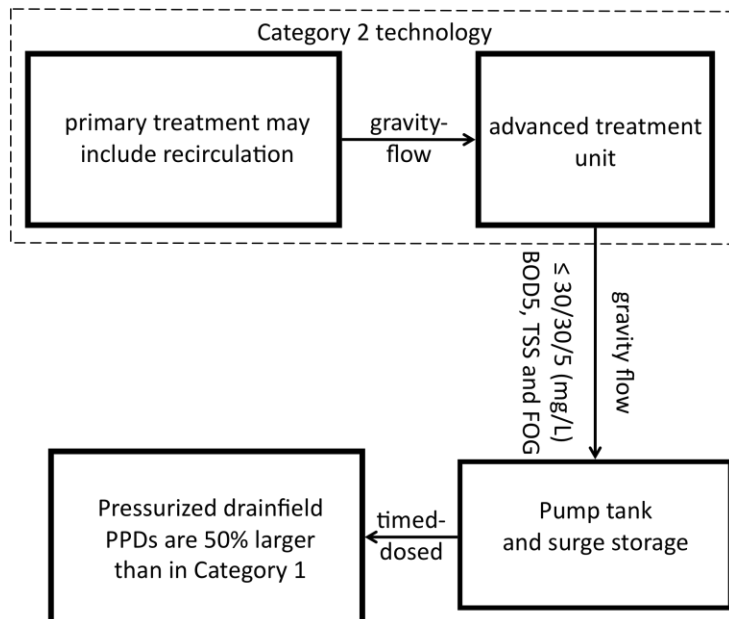 Category 2 technology
primary treatment may
include recirculation
gravity-
flow
advanced treatment
unit
gravity flow
≤ 30/30/5 (mg/L)
BOD5, TSS and FOG
Pump tank
and surge storage
timed-
dosed
Pressurized drainfield
PPDs are 50% larger
than in Category 1